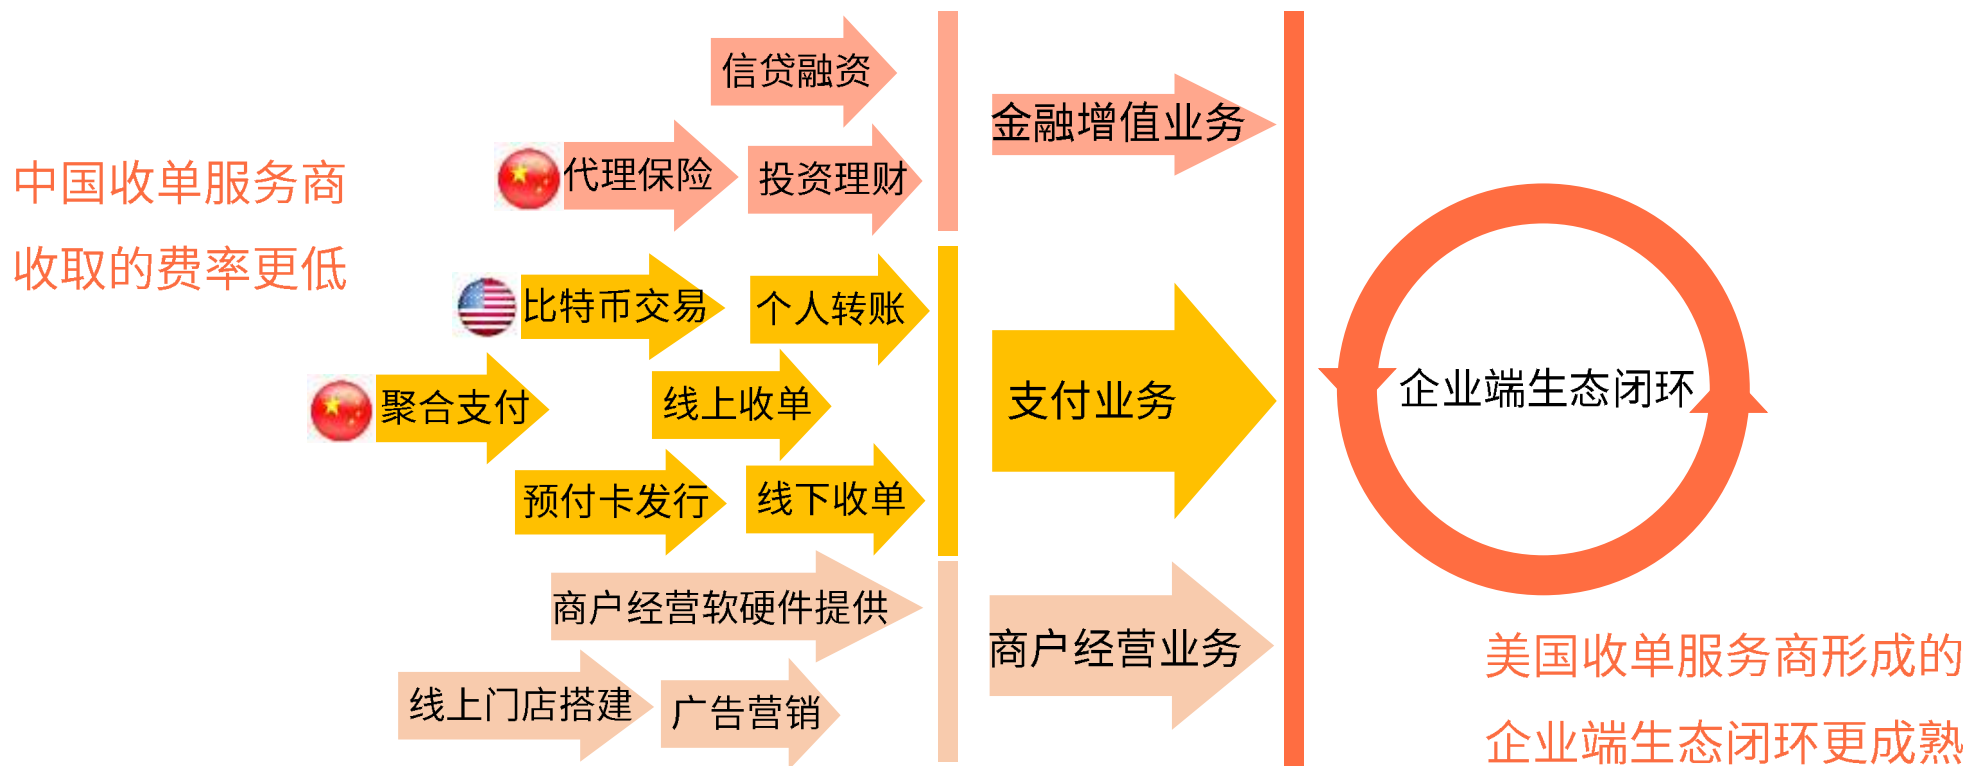 中国收单服务商
收取的费率更低
信贷融资
代理保险
投资理财
比特币交易
个人转账
聚合支付
线上收单
预付卡发行
线下收单
商户经营软硬件提供
线上门店搭建
广告营销
金融增值业务
支付业务
商户经营业务
企业端生态闭环
美国收单服务商形成的
企业端生态闭环更成熟